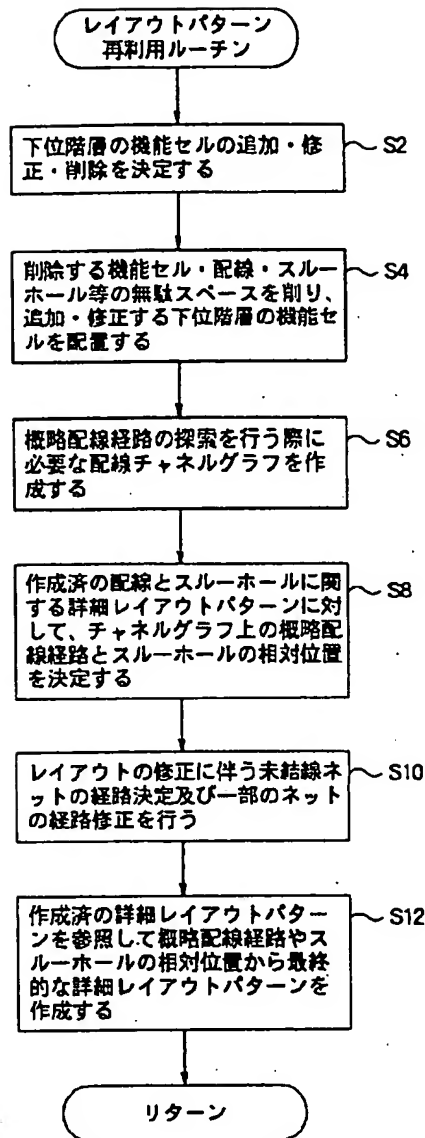 レイアウトパターン
再利用ルーチン
下位階層の機能セルの追加・修
正・削除を決定する
S2
削除する機能セル・配線・スルー
ホール等の無駄スペースを削り、
追加・修正する下位階層の機能セ
ルを配置する
S4
概略配線経路の探索を行う際に
必要な配線チャネルグラフを作
成する
S6
作成済の配線とスルーホールに関
する詳細レイアウトパターンに対
して、チャネルグラフ上の概略配
線経路とスルーホールの相対位置
を決定する
S8
レイアウトの修正に伴う未結線ネ
ットの経路決定及び一部のネット
の経路修正を行う
S10
作成済の詳細レイアウトパター
ンを参照して概略配線経路やス
ルーホールの相対位置から最終
的な詳細レイアウトパターンを
作成する
S12
リターン